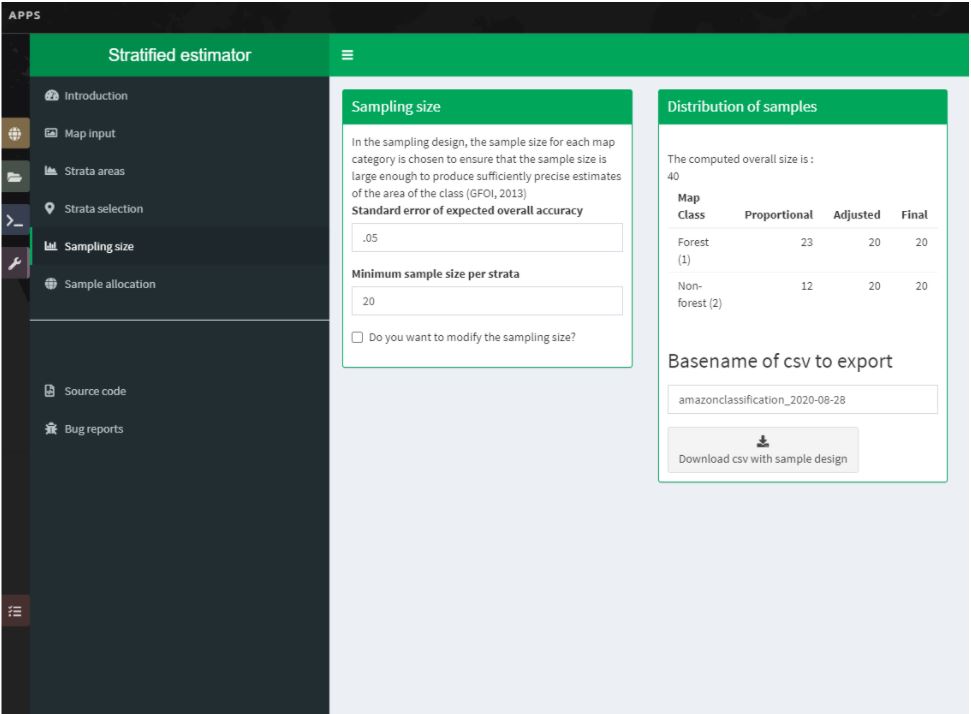 APPS
Stratified estimator
Introduction
Map input
Strata areas
Strata selection
Sampling size
Sample allocation
Source code
Bug reports
Sampling size
In the sampling design, the sample size for each map
category is chosen to ensure that the sample size is
large enough to produce sufficiently precise estimates
of the area of the class (GFOI, 2013)
Standard error of expected overall accuracy
.05
Minimum sample size per strata
20
Do you want to modify the sampling size?
Distribution of samples
The computed overall size is :
40
Map
Class Proportional Adjusted Final
Forest 23 20 20
(1)
Non- 12 20 20
forest (2)
Basename of csv to export
amazonclassification_2020-08-28
Download csv with sample design